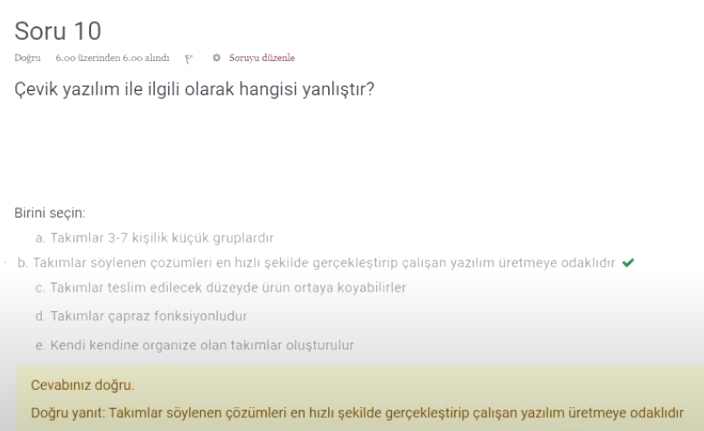 Soru 10
Doğru 6.00 üzerinden 6.00 alındı Soruyu düzenle
Çevik yazılım ile ilgili olarak hangisi yanlıştır?
Birini seçin:
a. Takımlar 3-7 kişilik küçük gruplardır
b. Takımlar söylenen çözümleri en hızlı şekilde gerçekleştirip çalışan yazılım üretmeye odaklıdır
c. Takımlar teslim edilecek düzeyde ürün ortaya koyabilirler
d. Takımlar çapraz fonksiyonludur
e. Kendi kendine organize olan takımlar oluşturulur
Cevabınız doğru.
Doğru yanıt: Takımlar söylenen çözümleri en hızlı şekilde gerçekleştirip çalışan yazılım üretmeye odaklıdır